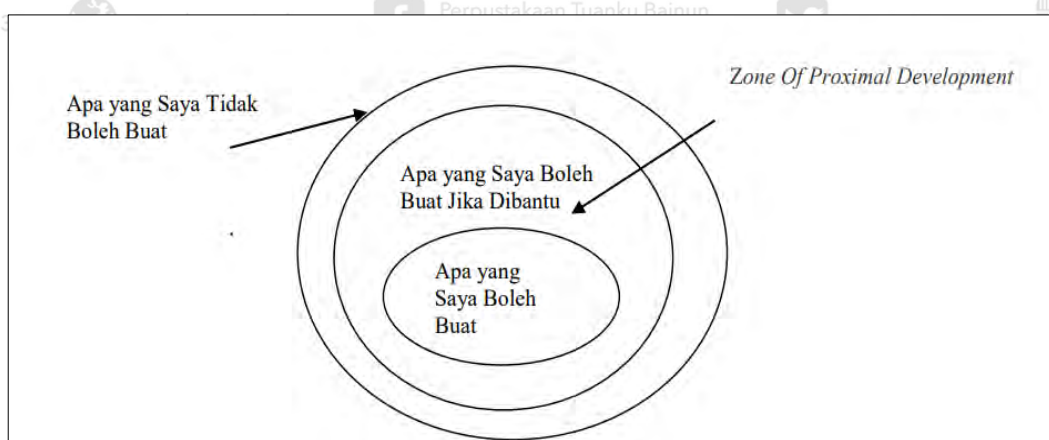 Perpustakaan Tuanku Bainun
Zone Of Proximal Development
Apa yang Saya Tidak
Boleh Buat
Apa yang Saya Boleh
Buat Jika Dibantu
Apa yang
Saya Boleh
Buat